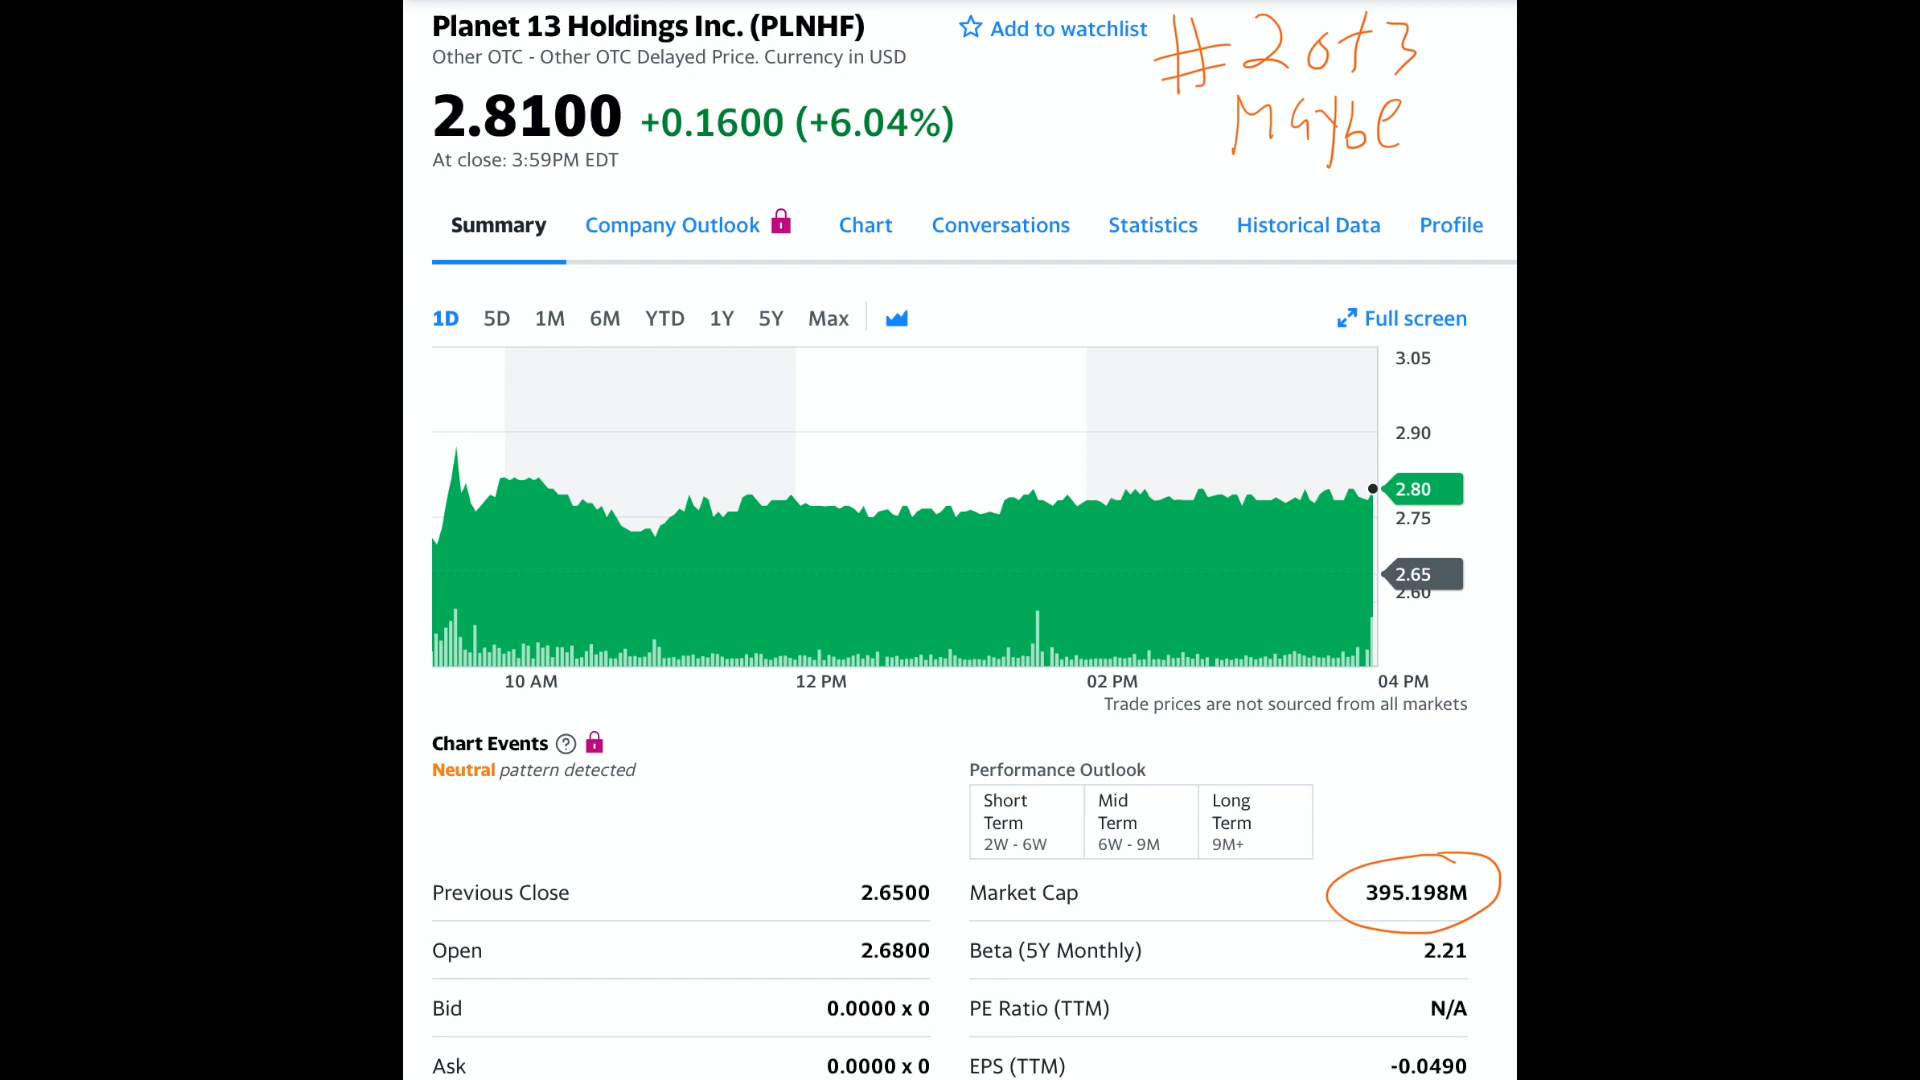 Planet 13 Holdings Inc. (PLNHF)
Add to watchlist
#2 of 3
Maybe
Other OTC - Other OTC Delayed Price. Currency in USD
2.8100 +0.1600 (+6.04%)
At close: 3:59PM EDT
Summary Company Outlook Chart Conversations Statistics Historical Data Profile
1D 5D 1M 6M YTD 1Y 5Y Max Full screen
3.05
2.90
2.80
2.75
2.65
2.60
10 AM 12 PM 02 PM 04 PM
Trade prices are not sourced from all markets
Chart Events
Neutral pattern detected
Performance Outlook
Short Term 2W - 6W
Mid Term 6W - 9M
Long Term 9M+
Previous Close 2.6500
Open 2.6800
Bid 0.0000 x 0
Ask 0.0000 x 0
Market Cap 395.198M
Beta (5Y Monthly) 2.21
PE Ratio (TTM) N/A
EPS (TTM) -0.0490